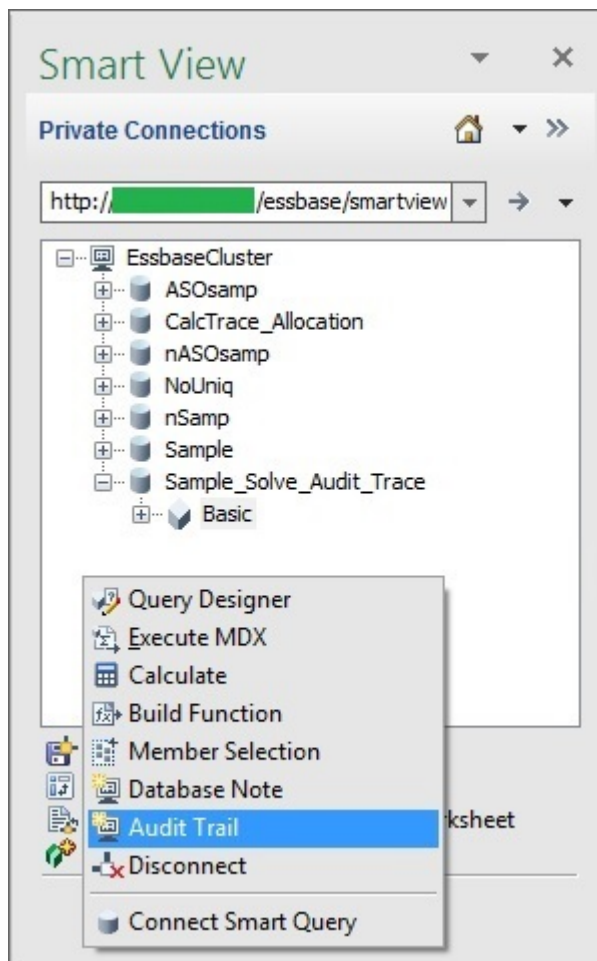 Smart View
Private Connections
http:// /essbase/smartview
EssbaseCluster
ASOsamp
CalcTrace_Allocation
nASOsamp
NoUniq
nSamp
Sample
Sample_Solve_Audit_Trace
Basic
Query Designer
Execute MDX
Calculate
Build Function
Member Selection
Database Note
Audit Trail
Disconnect
Connect Smart Query